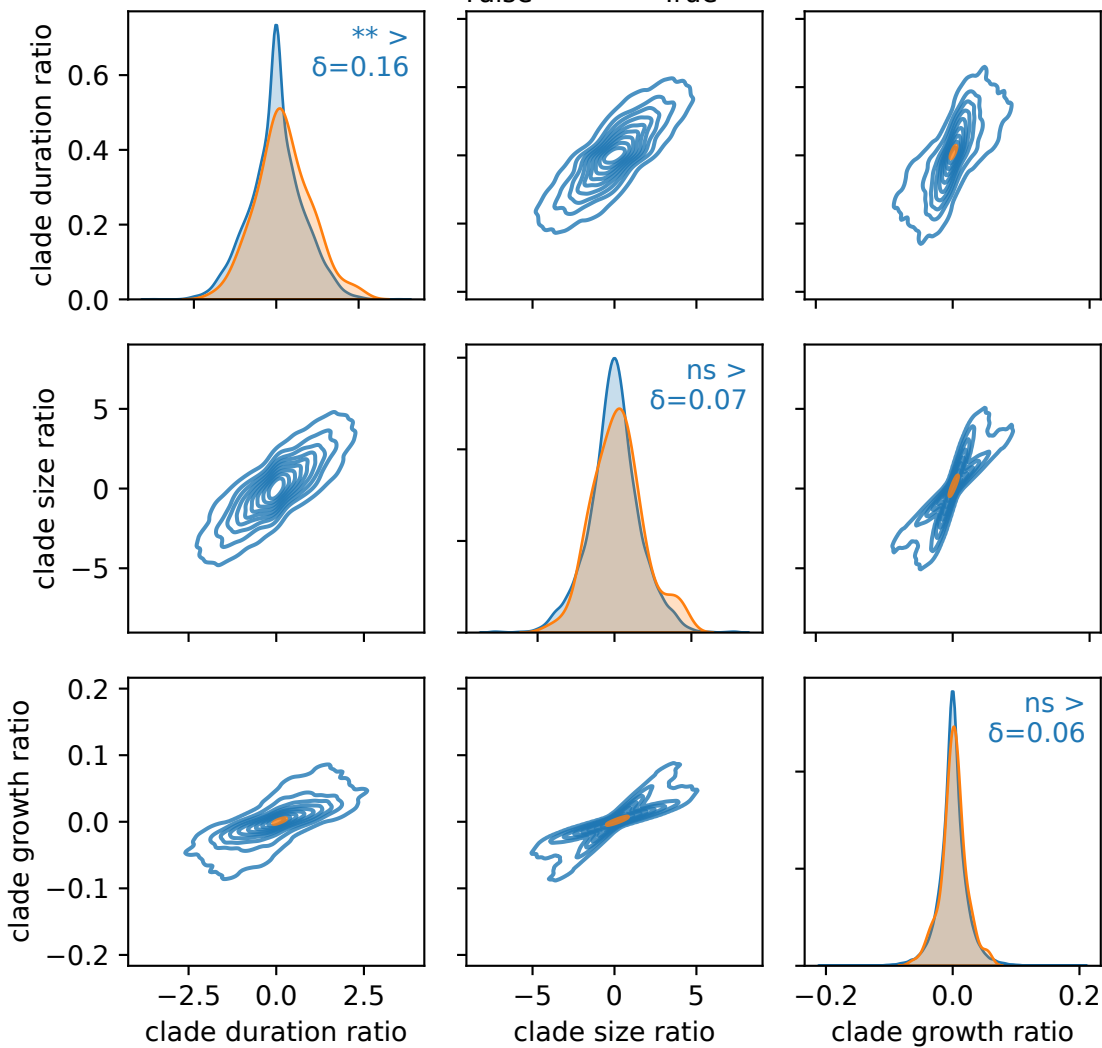 False True
clade duration ratio
0.6
0.4
0.2
0.0
** >
δ=0.16
clade size ratio
5
0
−5
ns >
δ=0.07
clade growth ratio
0.2
0.1
0.0
−0.1
−0.2
ns >
δ=0.06
−2.5 0.0 2.5
−5 0 5
−0.2 0.0 0.2
clade duration ratio
clade size ratio
clade growth ratio